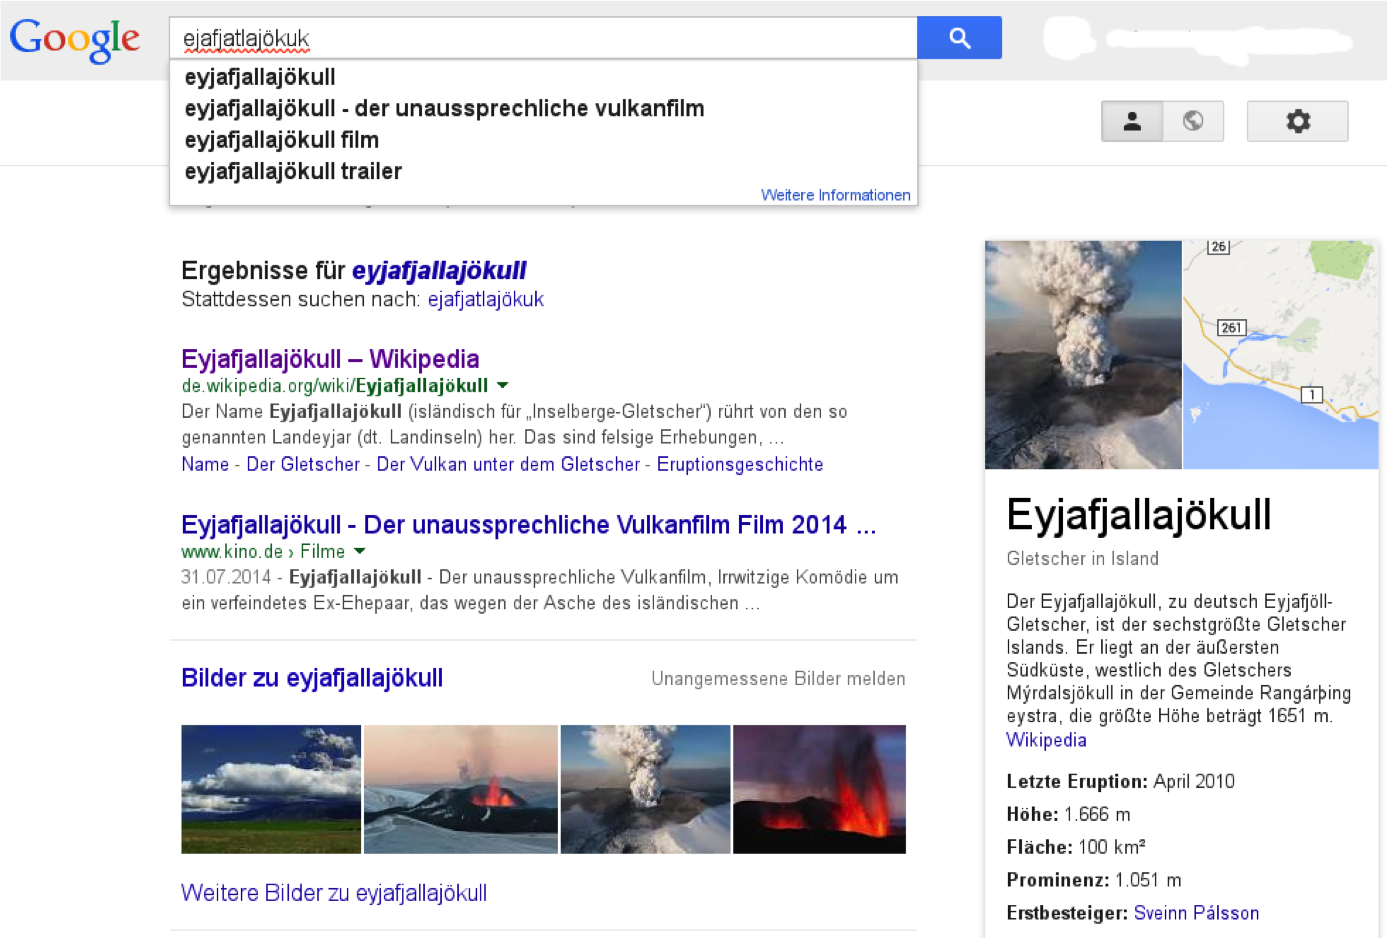 Google
ejafjatlajökuk
eyjafjallajökull
eyjafjallajökull - der unaussprechliche vulkanfilm
eyjafjallajökull film
eyjafjallajökull trailer
Weitere Informationen
Ergebnisse für eyjafjallajökull
Stattdessen suchen nach: ejafjatlajökuk
Eyjafjallajökull – Wikipedia
de.wikipedia.org/wiki/Eyjafjallajökull
Der Name Eyjafjallajökull (isländisch für „Inselberge-Gletscher“) rührt von den so
genannten Landeyjar (dt. Landinseln) her. Das sind felsige Erhebungen, ...
Name - Der Gletscher - Der Vulkan unter dem Gletscher - Eruptionsgeschichte
Eyjafjallajökull - Der unaussprechliche Vulkanfilm Film 2014 ...
www.kino.de › Filme
31.07.2014 - Eyjafjallajökull - Der unaussprechliche Vulkanfilm, Irrwitzige Komödie um
ein verfeindetes Ex-Ehepaar, das wegen der Asche des isländischen ...
Bilder zu eyjafjallajökull
Unangemessene Bilder melden
Weitere Bilder zu eyjafjallajökull
26
261
1
Eyjafjallajökull
Gletscher in Island
Der Eyjafjallajökull, zu deutsch Eyjafjöll-
Gletscher, ist der sechstgrößte Gletscher
Islands. Er liegt an der äußersten
Südküste, westlich des Gletschers
Mýrdalsjökull in der Gemeinde Rangárþing
eystra, die größte Höhe beträgt 1651 m.
Wikipedia
Letzte Eruption: April 2010
Höhe: 1.666 m
Fläche: 100 km²
Prominenz: 1.051 m
Erstbesteiger: Sveinn Pálsson